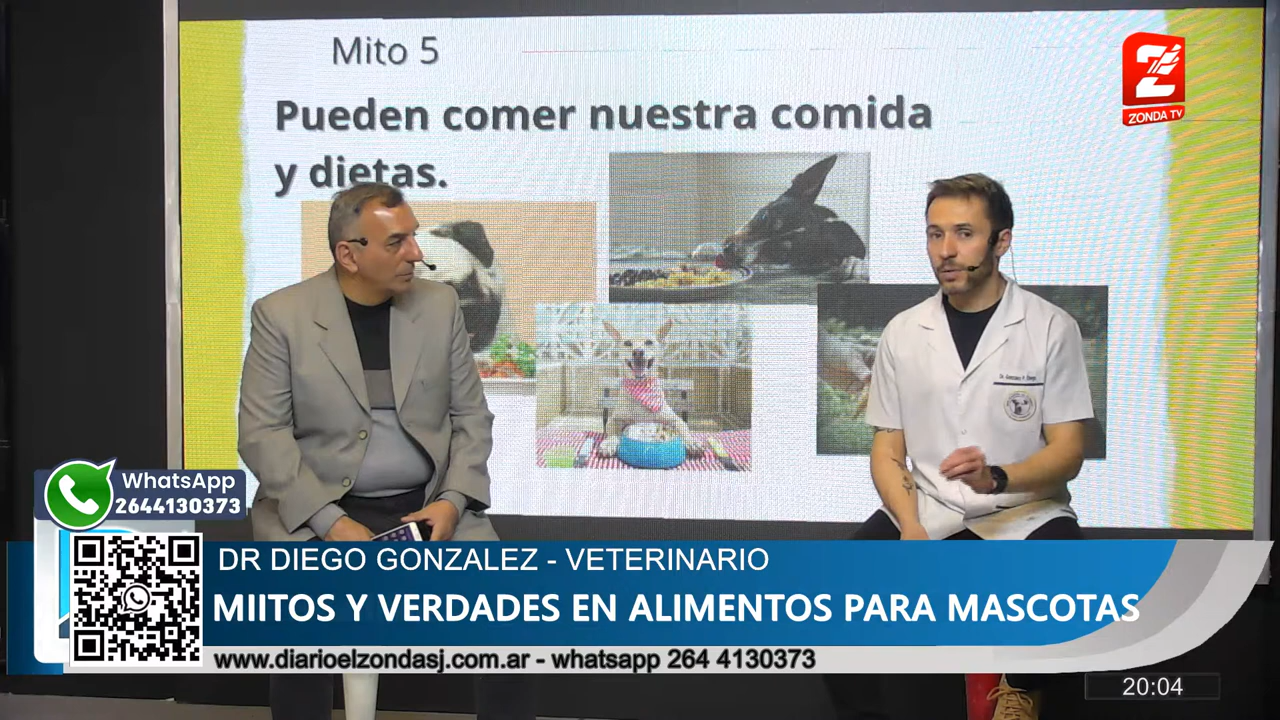 Mito 5
Pueden comer nuestra comida
y dietas.
ZONDA TV
WhatsApp
2644130373
DR DIEGO GONZALEZ - VETERINARIO
MIITOS Y VERDADES EN ALIMENTOS PARA MASCOTAS
www.diarioelzondasj.com.ar - whatsapp 264 4130373
20:04